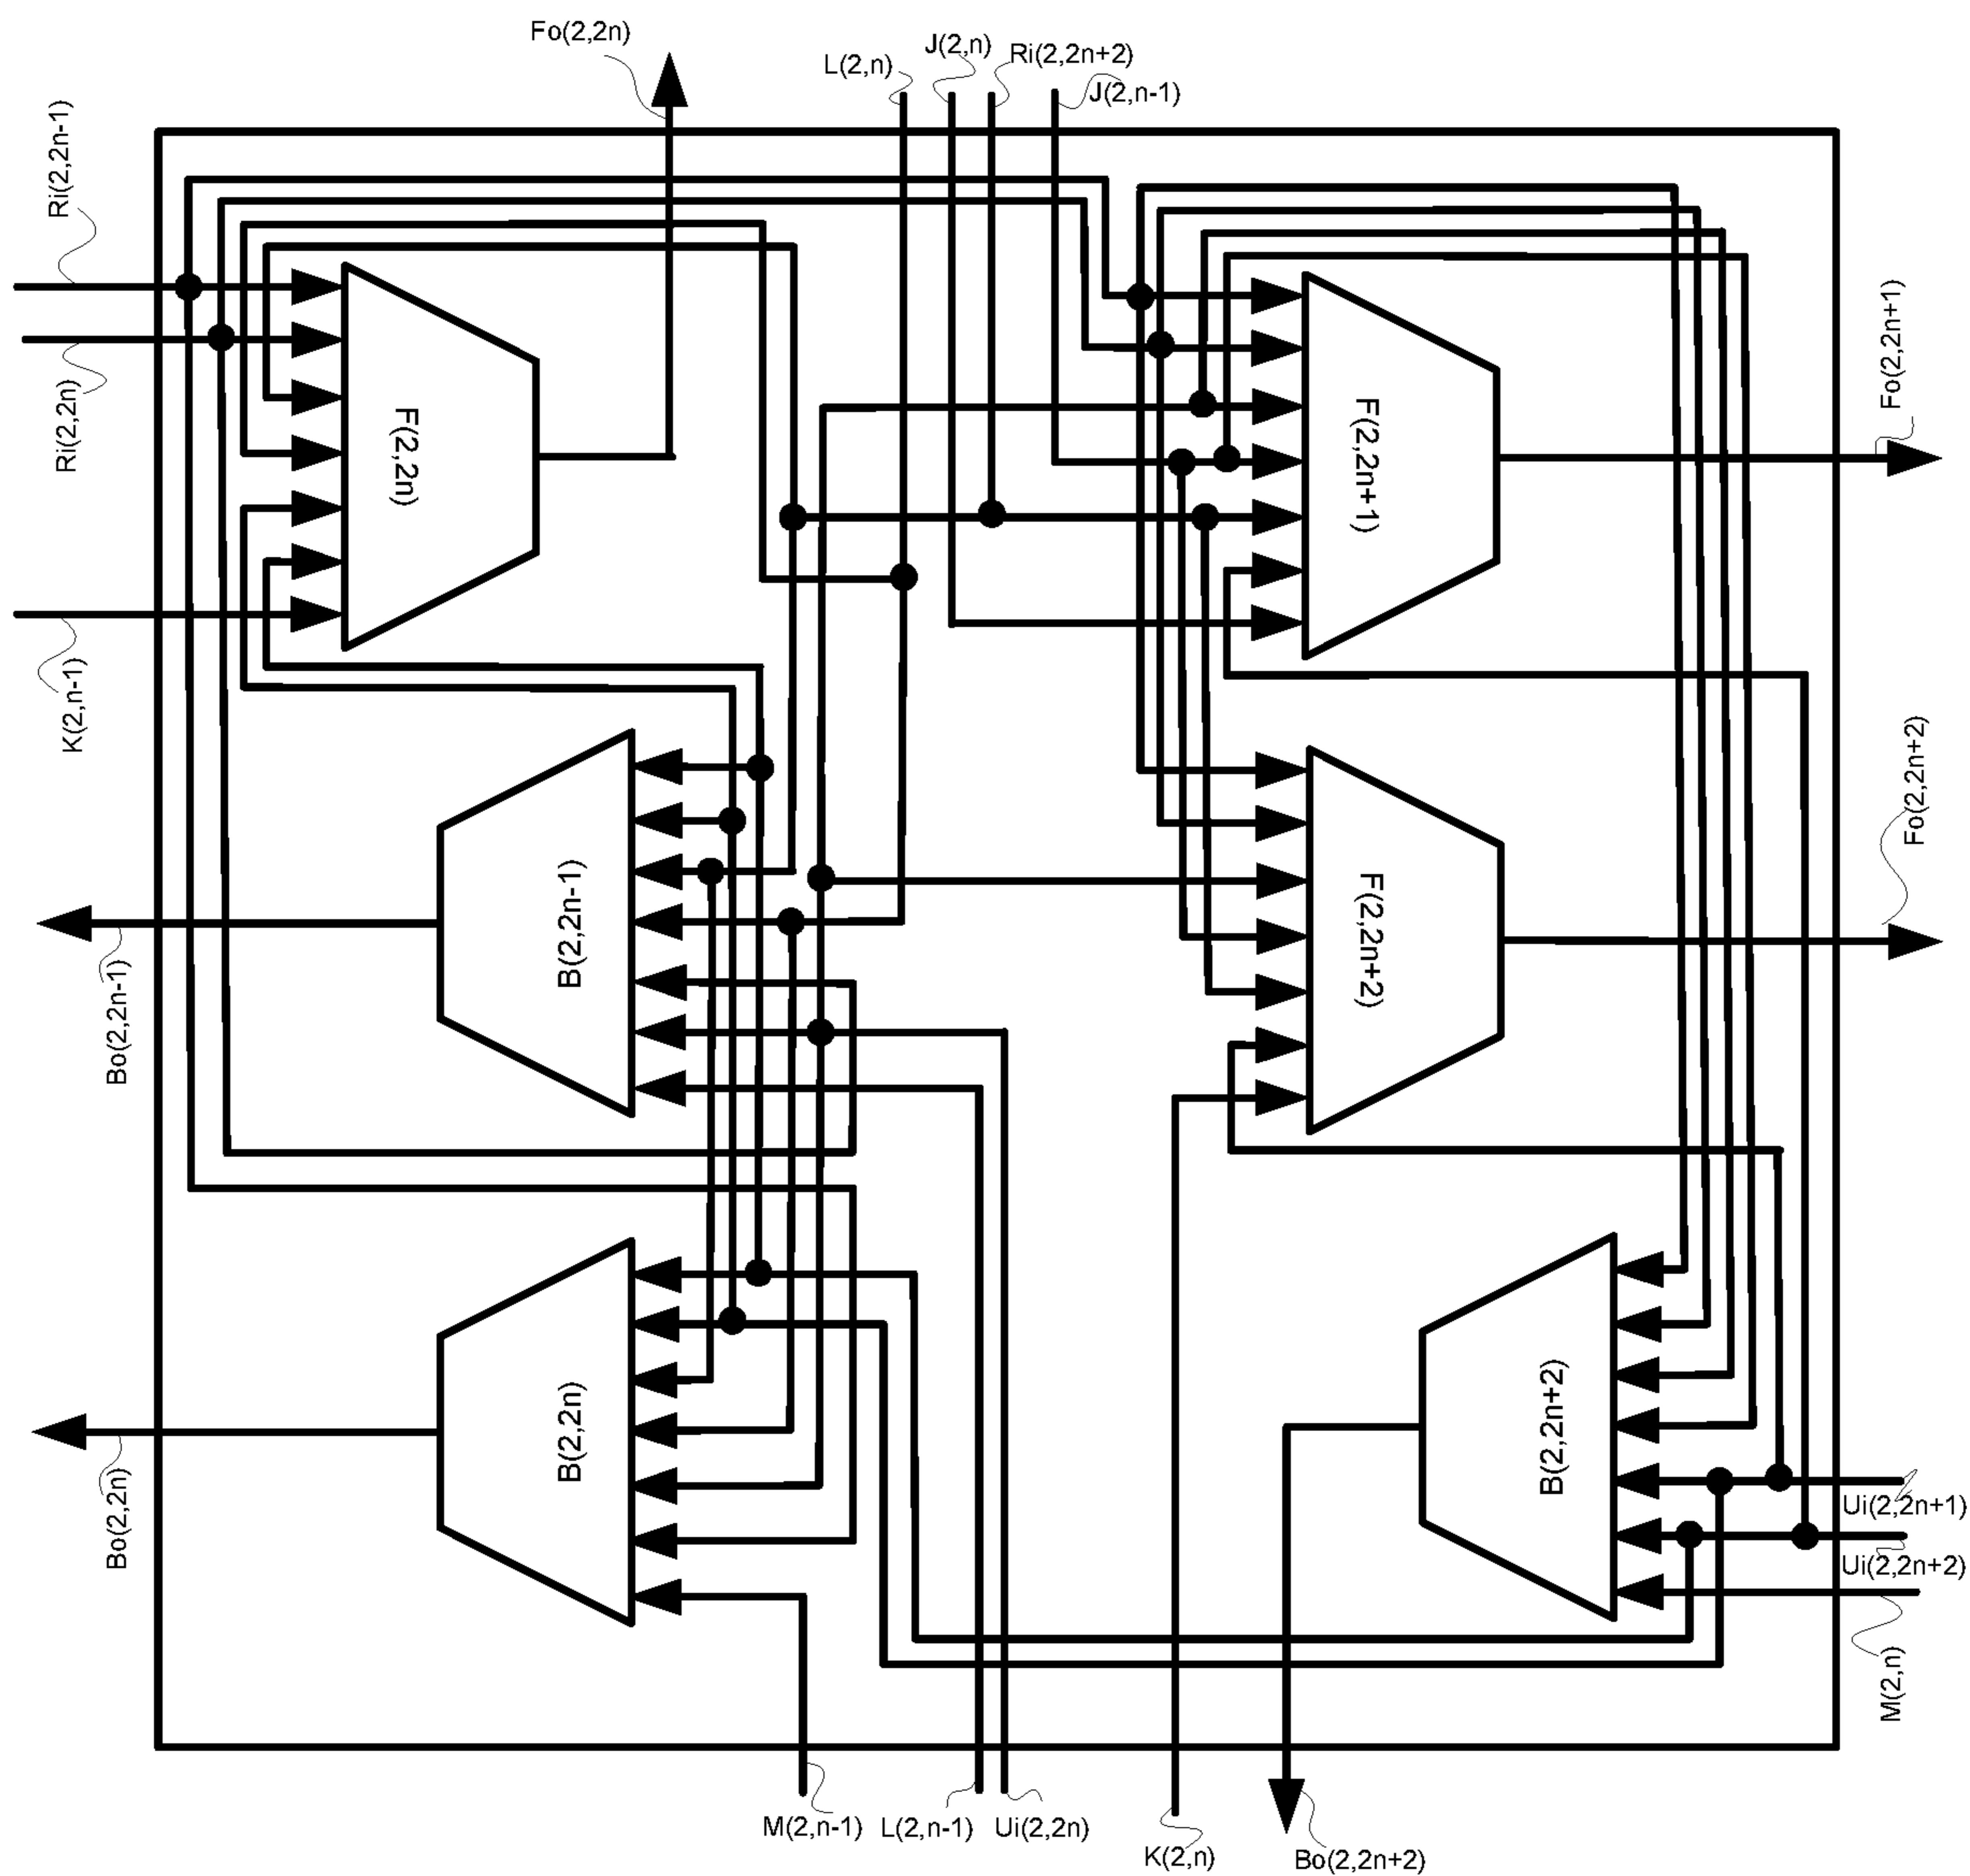 Fo(2,2n)
J(2,n)
L(2,n)
Ri(2,2n+2)
J(2,n-1)
Ri(2,2n-1)
Ri(2,2n)
K(2,n-1)
F(2,2n)
F(2,2n+1)
Fo(2,2n+1)
F(2,2n+2)
Fo(2,2n+2)
B(2,2n-1)
Bo(2,2n-1)
B(2,2n)
Bo(2,2n)
B(2,2n+2)
Ui(2,2n+1)
Ui(2,2n+2)
M(2,n)
M(2,n-1)
L(2,n-1)
Ui(2,2n)
K(2,n)
Bo(2,2n+2)